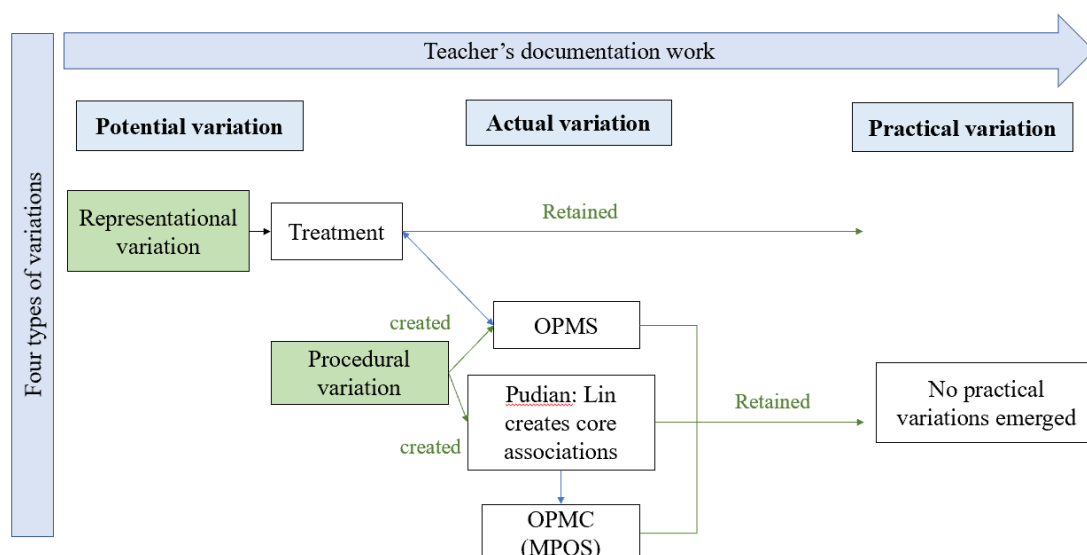 Teacher's documentation work
Four types of variations
Potential variation
Actual variation
Practical variation
Representational
variation
Treatment
Retained
created
OPMS
Procedural
variation
created
Pudian: Lin
creates core
associations
Retained
No practical
variations emerged
OPMC
(MPOS)